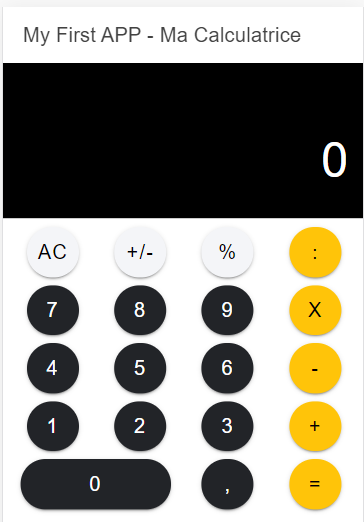 My First APP - Ma Calculatrice
0
AC +/- % :
7 8 9 X
4 5 6 -
1 2 3 +
0 , =